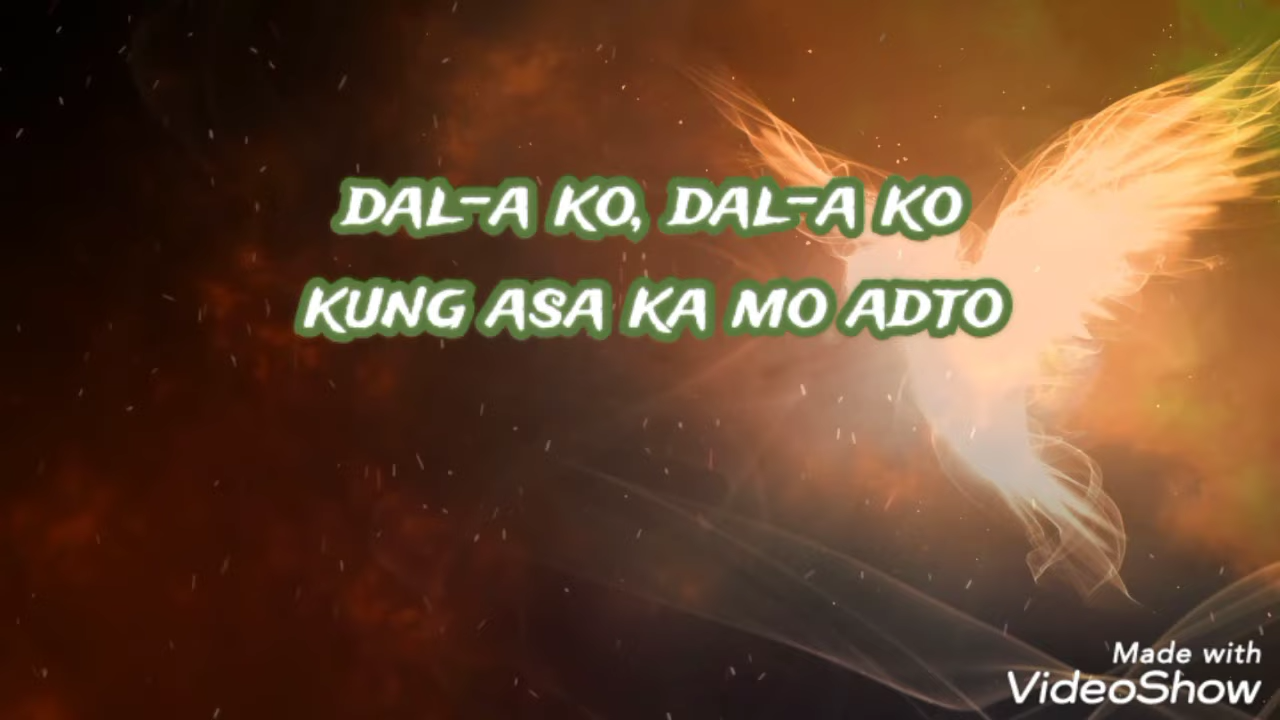 DAL-A KO, DAL-A KO
KUNG ASA KA MO ADTO
Made with
VideoShow